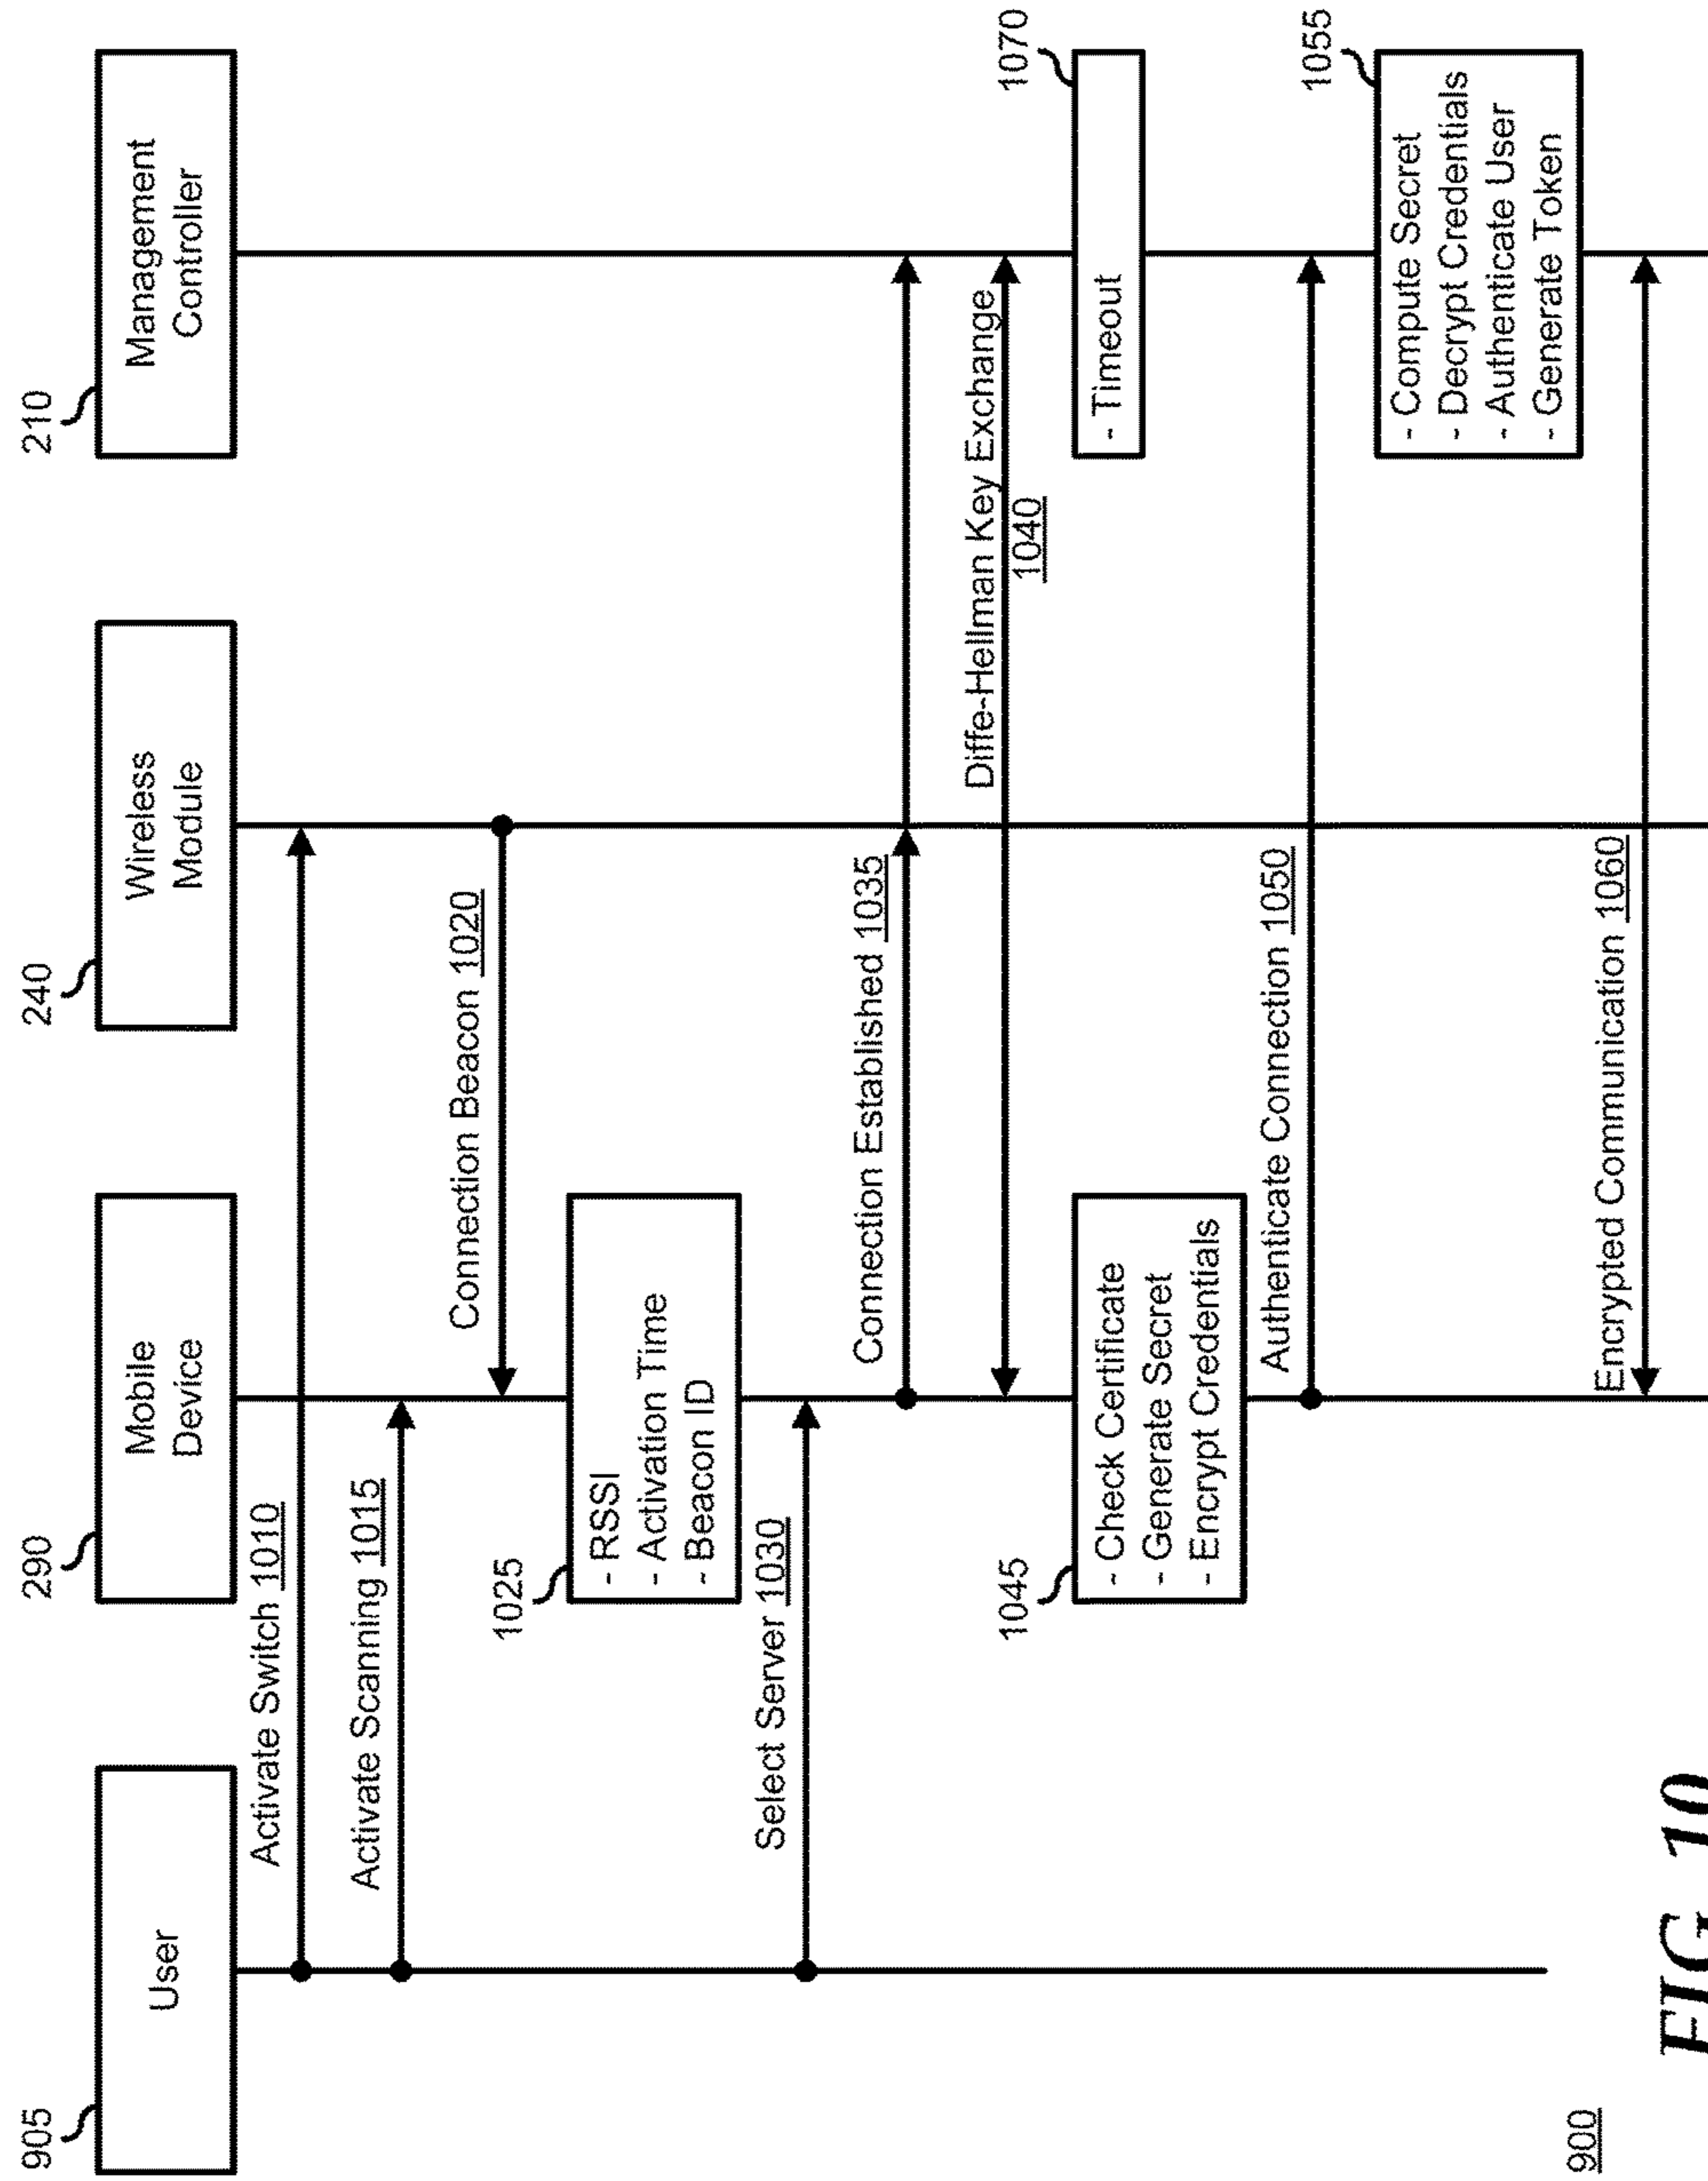 905
User
290
Mobile
Device
240
Wireless
Module
210
Management
Controller
Activate Switch 1010
Activate Scanning 1015
Connection Beacon 1020
1025
- RSSI
- Activation Time
- Beacon ID
Select Server 1030
Connection Established 1035
Diffe-Hellman Key Exchange
1040
1045
- Check Certificate
- Generate Secret
- Encrypt Credentials
1070
- Timeout
Authenticate Connection 1050
1055
- Compute Secret
- Decrypt Credentials
- Authenticate User
- Generate Token
Encrypted Communication 1060
900
FIG 10